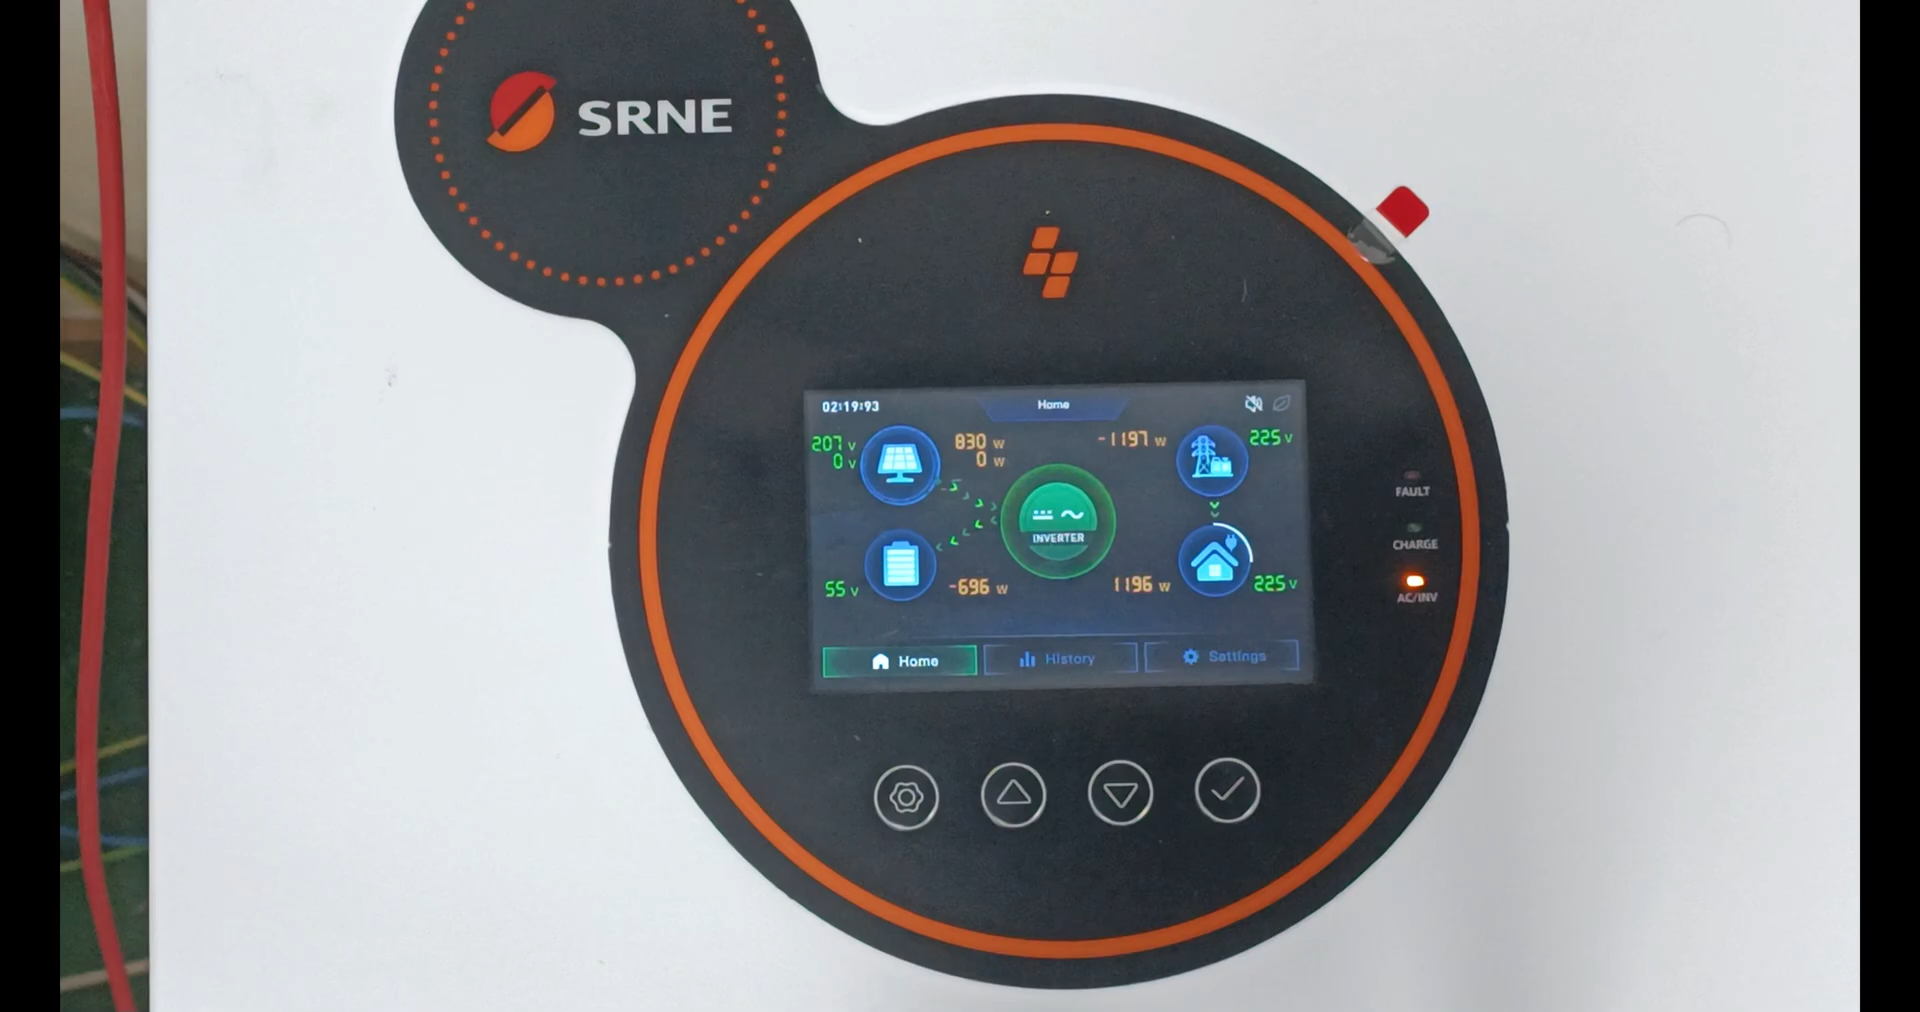 SRNE
02:19:93
Home
207 V
0 V
830 W
0 W
-1197 W
225 V
INVERTER
55 V
-696 W
1196 W
225 V
Home
History
Settings
FAULT
CHARGE
AC/INV